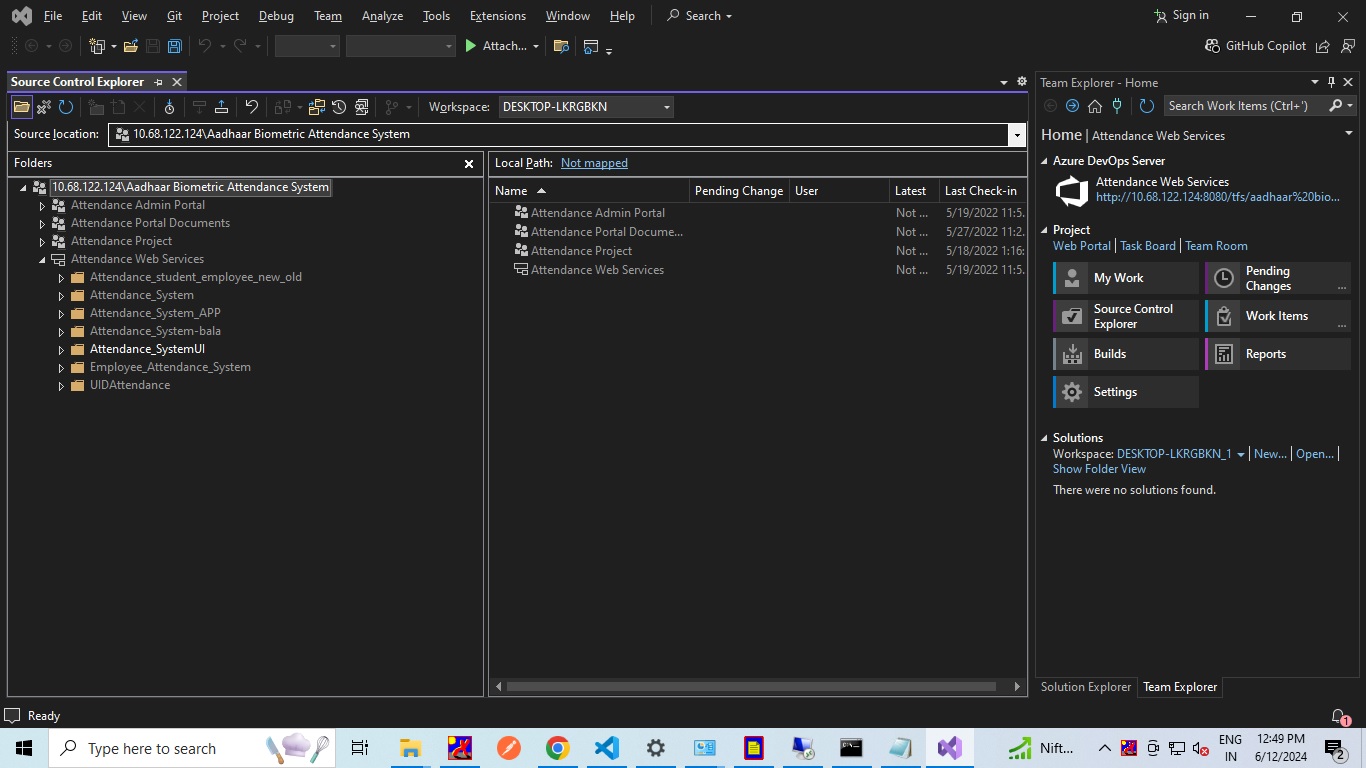 File Edit View Git Project Debug Team Analyze Tools Extensions Window Help Search Sign in
Attach... GitHub Copilot
Source Control Explorer
Workspace: DESKTOP-LKRGBKN
Source location: 10.68.122.124\Aadhaar Biometric Attendance System
Folders
10.68.122.124\Aadhaar Biometric Attendance System
Attendance Admin Portal
Attendance Portal Documents
Attendance Project
Attendance Web Services
Attendance_student_employee_new_old
Attendance_System
Attendance_System_APP
Attendance_System-bala
Attendance_SystemUI
Employee_Attendance_System
UIDAttendance
Local Path: Not mapped
Name Pending Change User Latest Last Check-in
Attendance Admin Portal Not ... 5/19/2022 11:5.
Attendance Portal Docume... Not ... 5/27/2022 11:2.
Attendance Project Not ... 5/18/2022 1:16:
Attendance Web Services Not ... 5/19/2022 11:5.
Team Explorer - Home
Search Work Items (Ctrl+')
Home | Attendance Web Services
Azure DevOps Server
Attendance Web Services
http://10.68.122.124:8080/tfs/aadhaar%20bio...
Project
Web Portal | Task Board | Team Room
My Work
Pending Changes ...
Source Control Explorer
Work Items ...
Builds
Reports
Settings
Solutions
Workspace: DESKTOP-LKRGBKN_1 | New... | Open... |
Show Folder View
There were no solutions found.
Solution Explorer Team Explorer
Ready
1
Type here to search
Nift...
ENG
IN
12:49 PM
6/12/2024
2